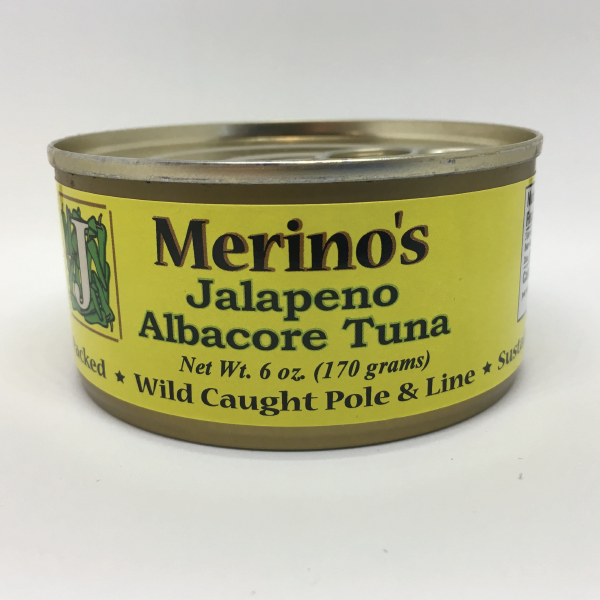 J
Merino's
Jalapeno
Albacore Tuna
Net Wt. 6 oz. (170 grams)
★ Wild Caught Pole & Line ★